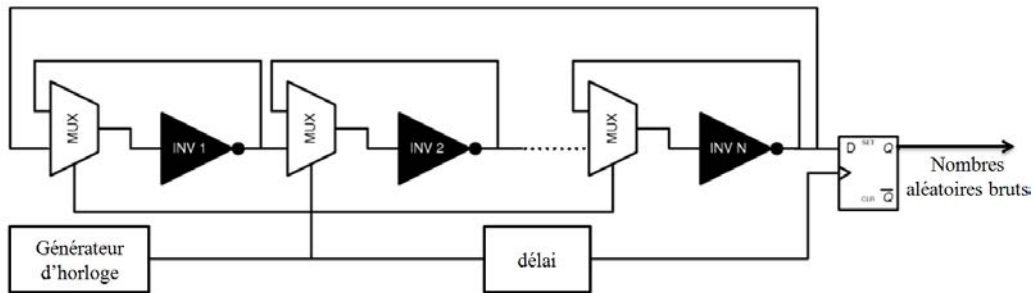 MUX
INV 1
MUX
INV 2
MUX
INV N
D SET Q
CLR Q
Nombres
aléatoires bruts
Générateur
d'horloge
délai